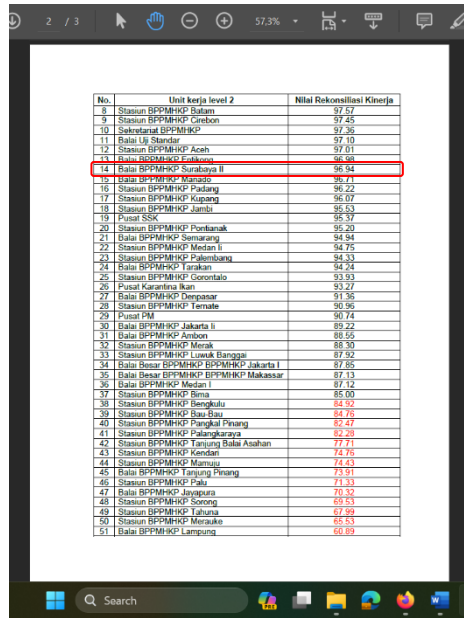 2 / 3 57,3%
No. Unit kerja level 2 Nilai Rekonsiliasi Kinerja
8 Stasiun BPPMHKP Batam 97.57
9 Stasiun BPPMHKP Cirebon 97.45
10 Sekretariat BPPMHKP 97.36
11 Balai Uji Standar 97.10
12 Stasiun BPPMHKP Aceh 97.01
13 Balai BPPMHKP Entikong 96.98
14 Balai BPPMHKP Surabaya II 96.94
15 Balai BPPMHKP Manado 96.71
16 Stasiun BPPMHKP Padang 96.22
17 Stasiun BPPMHKP Kupang 96.07
18 Stasiun BPPMHKP Jambi 95.53
19 Pusat SSK 95.37
20 Stasiun BPPMHKP Pontianak 95.20
21 Balai BPPMHKP Semarang 94.94
22 Stasiun BPPMHKP Medan Ii 94.75
23 Stasiun BPPMHKP Palembang 94.33
24 Balai BPPMHKP Tarakan 94.24
25 Stasiun BPPMHKP Gorontalo 93.93
26 Pusat Karantina Ikan 93.27
27 Balai BPPMHKP Denpasar 91.36
28 Stasiun BPPMHKP Ternate 90.96
29 Pusat PM 90.74
30 Balai BPPMHKP Jakarta Ii 89.22
31 Balai BPPMHKP Ambon 88.55
32 Stasiun BPPMHKP Merak 88.30
33 Stasiun BPPMHKP Luwuk Banggai 87.92
34 Balai Besar BPPMHKP BPPMHKP Jakarta I 87.85
35 Balai Besar BPPMHKP BPPMHKP Makassar 87.13
36 Balai BPPMHKP Medan I 87.12
37 Stasiun BPPMHKP Bima 85.00
38 Stasiun BPPMHKP Bengkulu 84.92
39 Stasiun BPPMHKP Bau-Bau 84.76
40 Stasiun BPPMHKP Pangkal Pinang 82.47
41 Stasiun BPPMHKP Palangkaraya 82.28
42 Stasiun BPPMHKP Tanjung Balai Asahan 77.71
43 Stasiun BPPMHKP Kendari 74.76
44 Stasiun BPPMHKP Mamuju 74.43
45 Balai BPPMHKP Tanjung Pinang 73.91
46 Stasiun BPPMHKP Palu 71.33
47 Balai BPPMHKP Jayapura 70.32
48 Stasiun BPPMHKP Sorong 69.53
49 Stasiun BPPMHKP Tahuna 67.99
50 Stasiun BPPMHKP Merauke 65.53
51 Balai BPPMHKP Lampung 60.89
Search
PRE